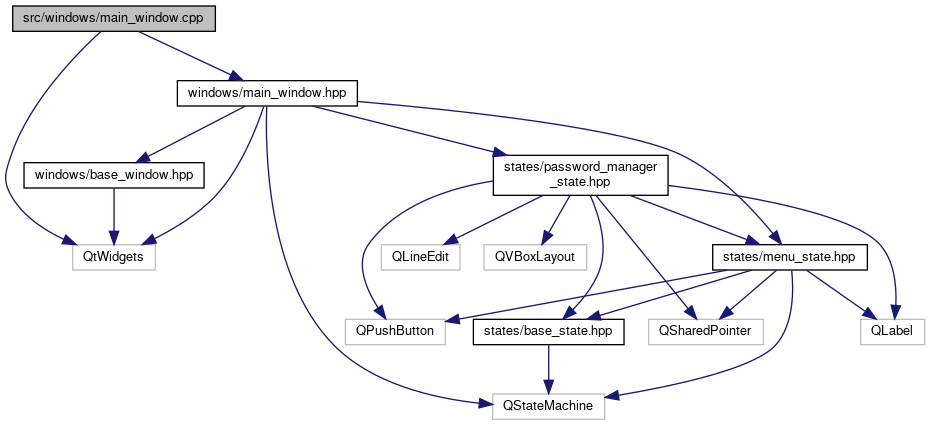 src/windows/main_window.cpp
windows/main_window.hpp
windows/base_window.hpp
states/password_manager
_state.hpp
QtWidgets
QLineEdit
QVBoxLayout
states/menu_state.hpp
QPushButton
states/base_state.hpp
QSharedPointer
QLabel
QStateMachine